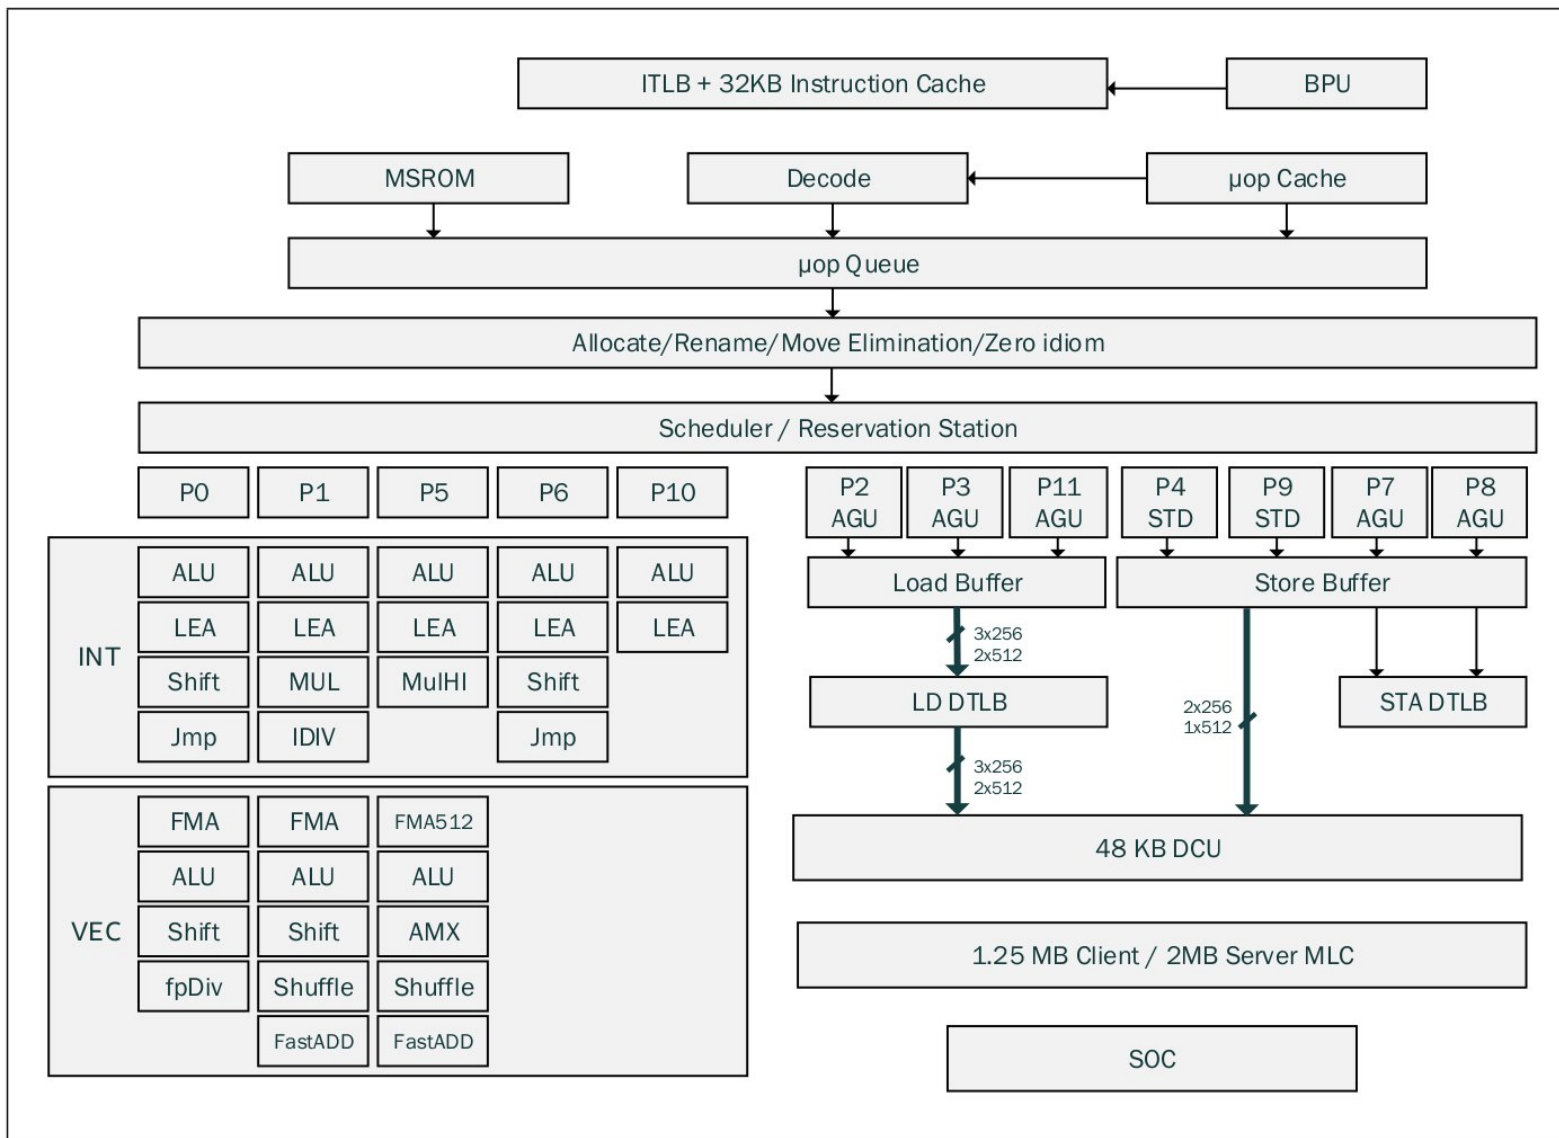 ITLB + 32KB Instruction Cache
BPU
MSROM
Decode
µop Cache
µop Queue
Allocate/Rename/Move Elimination/Zero idiom
Scheduler / Reservation Station
P0
P1
P5
P6
P10
P2
AGU
P3
AGU
P11
AGU
P4
STD
P9
STD
P7
AGU
P8
AGU
INT
ALU
ALU
ALU
ALU
ALU
LEA
LEA
LEA
LEA
LEA
Shift
MUL
MulHI
Shift
Jmp
IDIV
Jmp
Load Buffer
Store Buffer
3x256
2x512
LD DTLB
STA DTLB
2x256
1x512
3x256
2x512
VEC
FMA
FMA
FMA512
ALU
ALU
ALU
Shift
Shift
AMX
fpDiv
Shuffle
Shuffle
FastADD
FastADD
48 KB DCU
1.25 MB Client / 2MB Server MLC
SOC